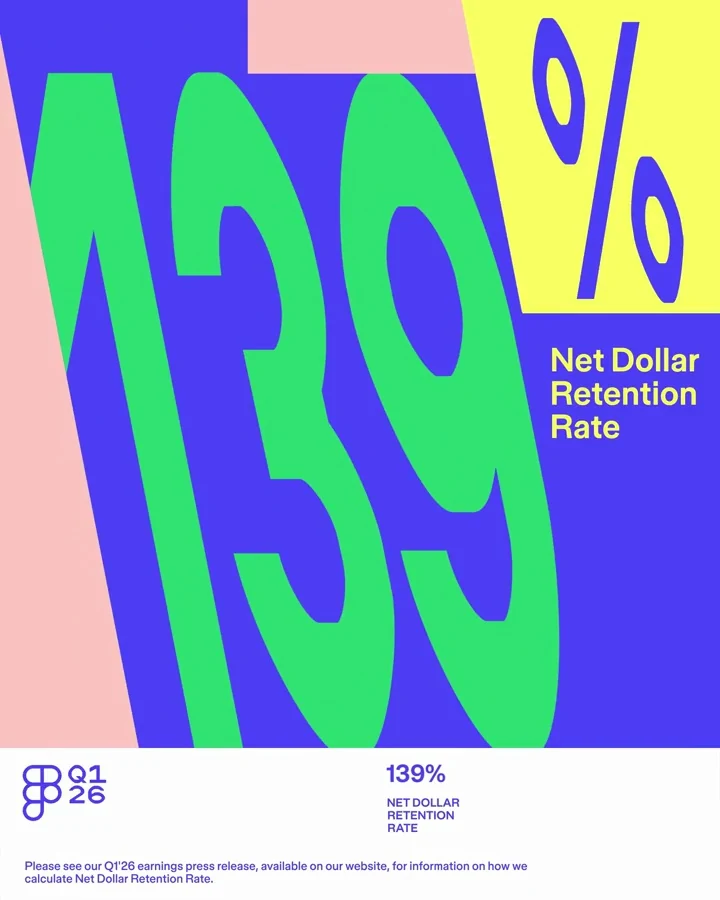 139%
Net Dollar
Retention
Rate
Q1
26
139%
NET DOLLAR
RETENTION
RATE
Please see our Q1'26 earnings press release, available on our website, for information on how we
calculate Net Dollar Retention Rate.